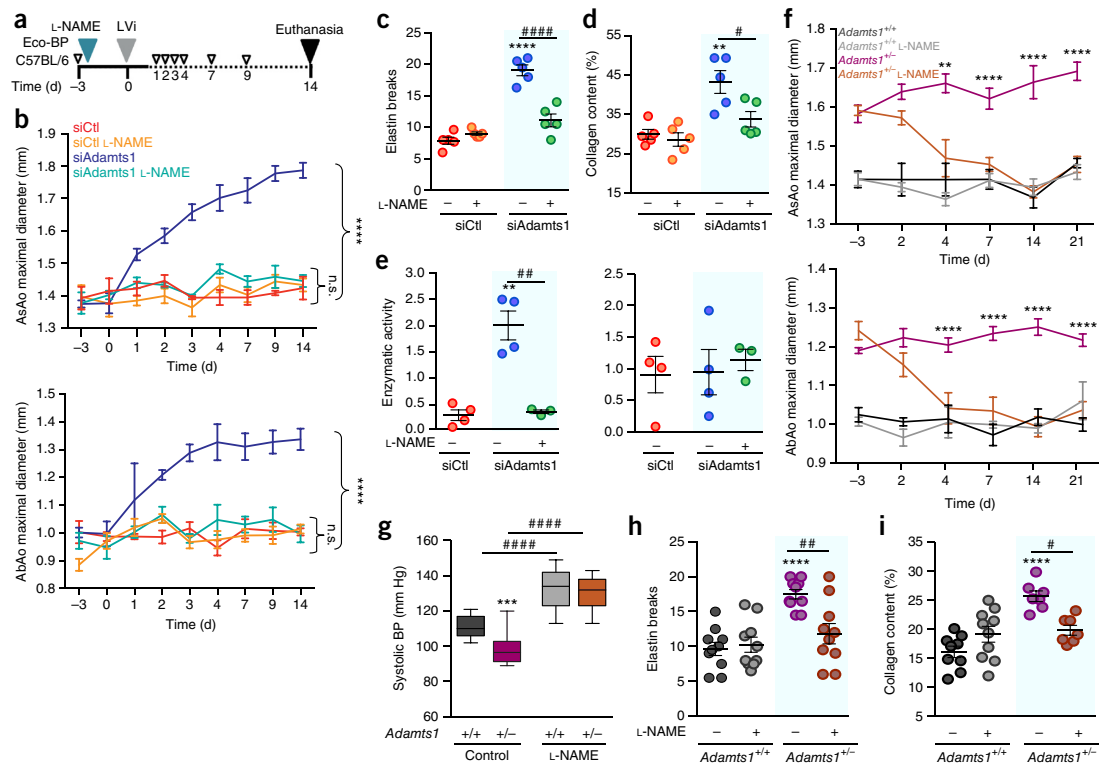 a
L-NAME LVi Euthanasia
Eco-BP
C57BL/6
1 2 3 4 7 9
Time (d) −3 0 14
b
siCtl
siCtl L-NAME
siAdamts1
siAdamts1 L-NAME
AsAo maximal diameter (mm)
1.9
1.8
1.7
1.6
1.5
1.4
1.3
****
n.s.
−3 0 1 2 3 4 7 9 14
Time (d)
AbAo maximal diameter (mm)
1.5
1.4
1.3
1.2
1.1
1.0
0.9
0.8
****
n.s.
−3 0 1 2 3 4 7 9 14
Time (d)
c
####
****
Elastin breaks
25
20
15
10
5
0
L-NAME − + − +
siCtl siAdamts1
d
#
**
Collagen content (%)
55
45
35
25
15
− + − +
siCtl siAdamts1
e
##
**
Enzymatic activity
3.0
2.5
2.0
1.5
1.0
0.5
0.0
L-NAME − − +
siCtl siAdamts1
2.5
2.0
1.5
1.0
0.5
0.0
− − +
siCtl siAdamts1
f
Adamts1+/+
Adamts1+/+ L-NAME
Adamts1+/−
Adamts1+/− L-NAME
** **** **** ****
AsAo maximal diameter (mm)
1.8
1.7
1.6
1.5
1.4
1.3
−3 2 4 7 14 21
Time (d)
AbAo maximal diameter (mm)
1.4
1.3
1.2
1.1
1.0
0.9
**** **** **** ****
−3 2 4 7 14 21
Time (d)
g
####
####
***
Systolic BP (mm Hg)
160
140
120
100
80
60
Adamts1 +/+ +/− +/+ +/−
Control L-NAME
h
##
****
Elastin breaks
25
20
15
10
5
0
L-NAME − + − +
Adamts1+/+ Adamts1+/−
i
#
****
Collagen content (%)
35
30
25
20
15
10
5
− + − +
Adamts1+/+ Adamts1+/−